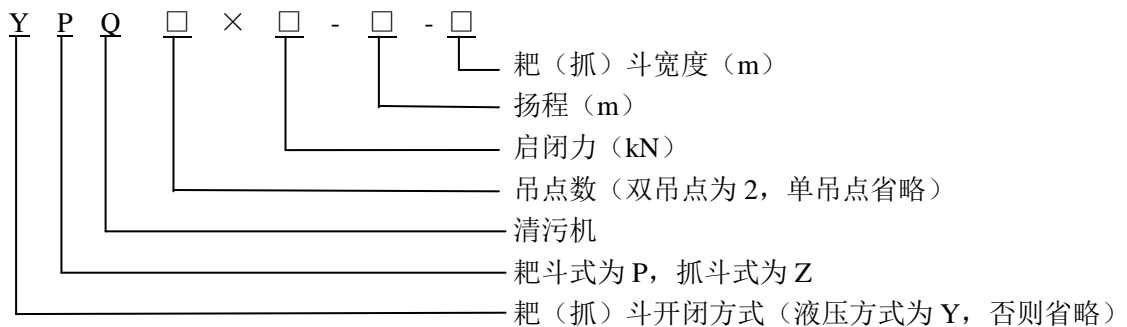 Y P Q □ × □ - □ - □
耙（抓）斗宽度（m）
扬程（m）
启闭力（kN）
吊点数（双吊点为 2，单吊点省略）
清污机
耙斗式为 P，抓斗式为 Z
耙（抓）斗开闭方式（液压方式为 Y，否则省略）